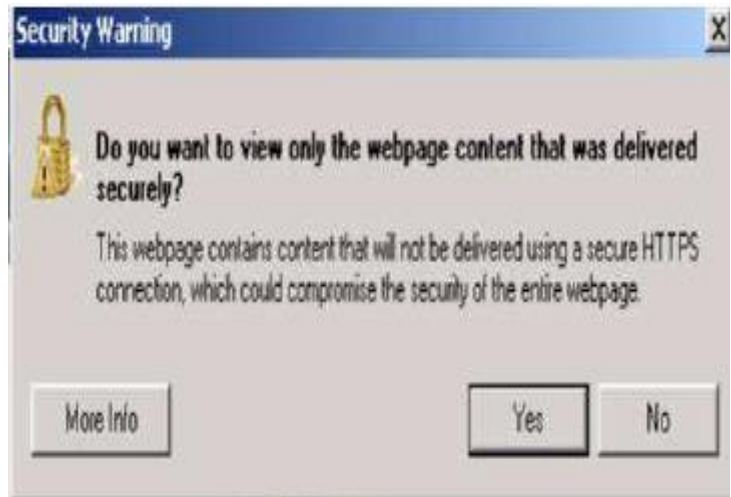 Security Warning
X
Do you want to view only the webpage content that was delivered
securely?
This webpage contains content that will not be delivered using a secure HTTPS
connection, which could compromise the security of the entire webpage.
More Info
Yes
No